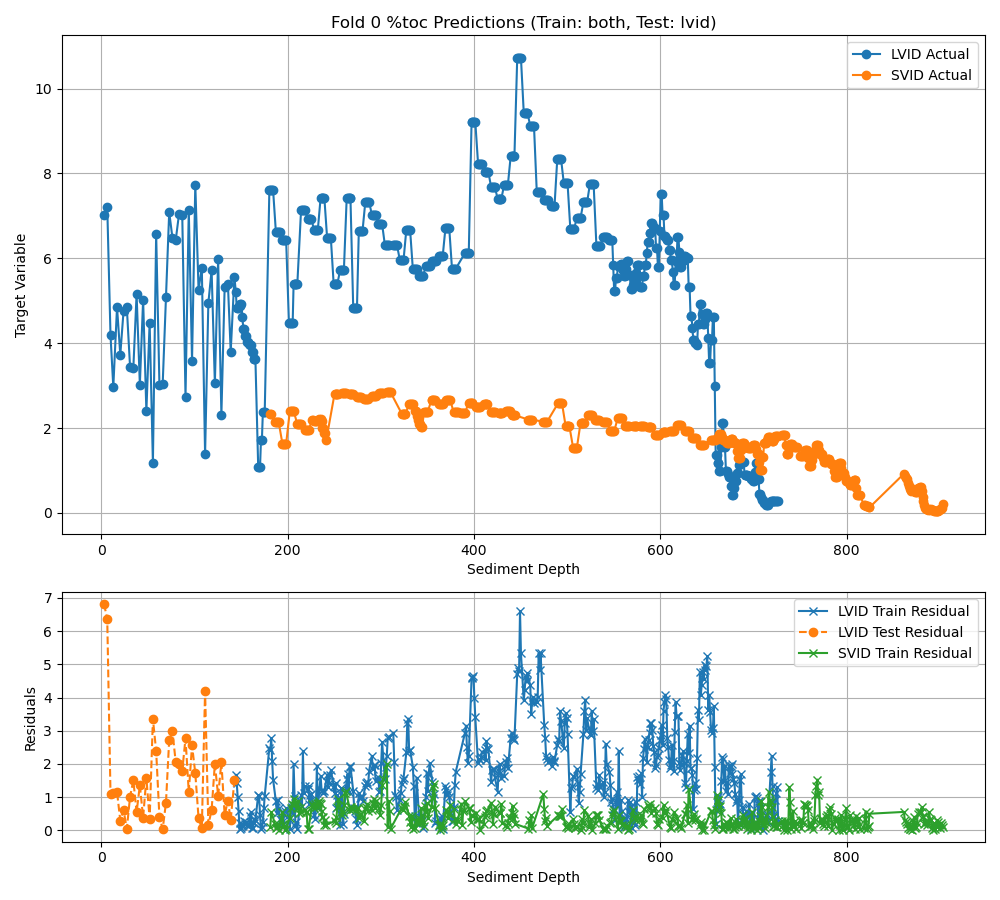 Fold 0 %toc Predictions (Train: both, Test: lvid)
LVID Actual
SVID Actual
Target Variable
10
8
6
4
2
0
0 200 400 600 800
Sediment Depth
LVID Train Residual
LVID Test Residual
SVID Train Residual
Residuals
7
6
5
4
3
2
1
0
0 200 400 600 800
Sediment Depth